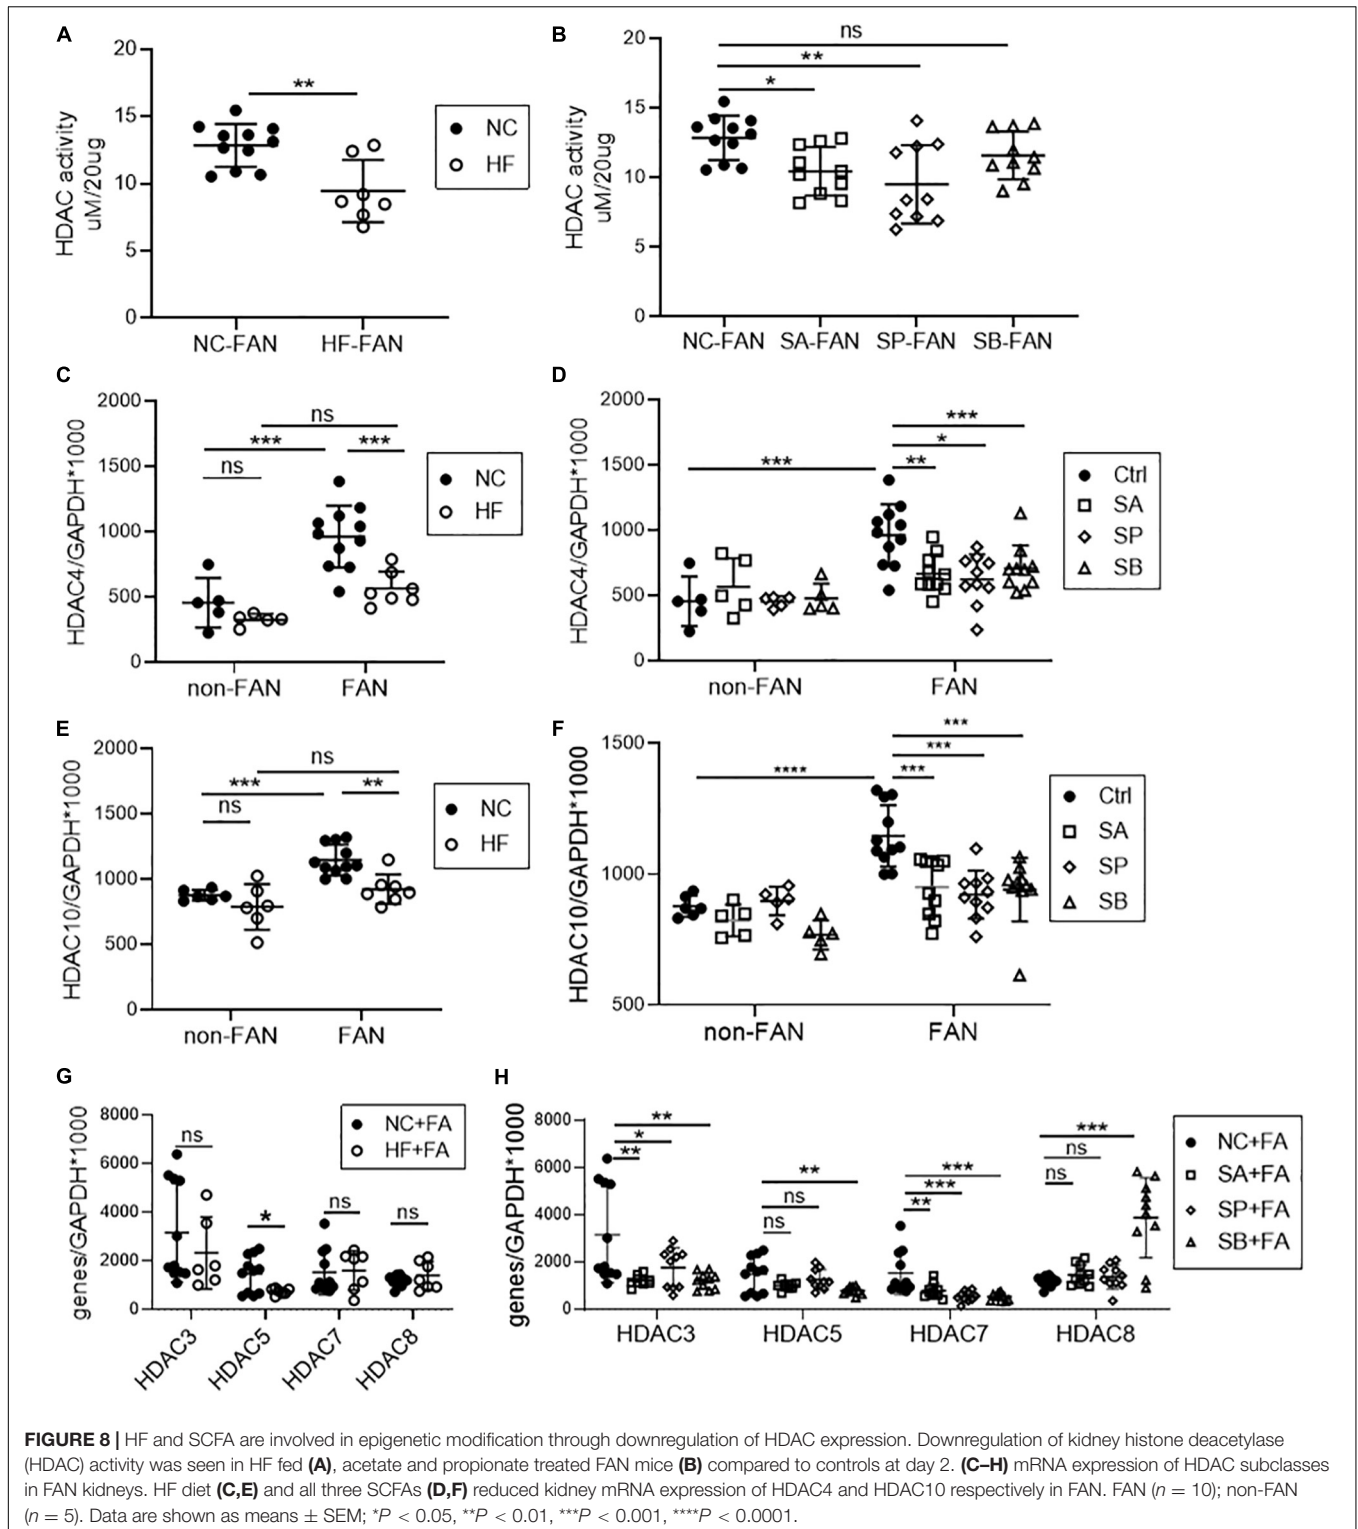 A
20
15
10
5
0
HDAC activity
uM/20ug
**
NC
HF
NC-FAN HF-FAN
B
20
15
10
5
0
HDAC activity
uM/20ug
ns
**
*
NC-FAN SA-FAN SP-FAN SB-FAN
C
2000
1500
1000
500
0
HDAC4/GAPDH*1000
ns
*** ***
ns
NC
HF
non-FAN FAN
D
2000
1500
1000
500
0
HDAC4/GAPDH*1000
***
*
*** **
Ctrl
SA
SP
SB
non-FAN FAN
E
2000
1500
1000
500
0
HDAC10/GAPDH*1000
ns
*** **
ns
NC
HF
non-FAN FAN
F
1500
1000
500
HDAC10/GAPDH*1000
***
***
**** ***
Ctrl
SA
SP
SB
non-FAN FAN
G
8000
6000
4000
2000
0
genes/GAPDH*1000
ns
*
ns
ns
NC+FA
HF+FA
HDAC3 HDAC5 HDAC7 HDAC8
H
8000
6000
4000
2000
0
genes/GAPDH*1000
**
*
**
**
ns
ns
***
***
**
***
ns
ns
NC+FA
SA+FA
SP+FA
SB+FA
HDAC3 HDAC5 HDAC7 HDAC8
FIGURE 8 | HF and SCFA are involved in epigenetic modification through downregulation of HDAC expression. Downregulation of kidney histone deacetylase
(HDAC) activity was seen in HF fed (A), acetate and propionate treated FAN mice (B) compared to controls at day 2. (C–H) mRNA expression of HDAC subclasses
in FAN kidneys. HF diet (C,E) and all three SCFAs (D,F) reduced kidney mRNA expression of HDAC4 and HDAC10 respectively in FAN. FAN (n = 10); non-FAN
(n = 5). Data are shown as means ± SEM; *P < 0.05, **P < 0.01, ***P < 0.001, ****P < 0.0001.